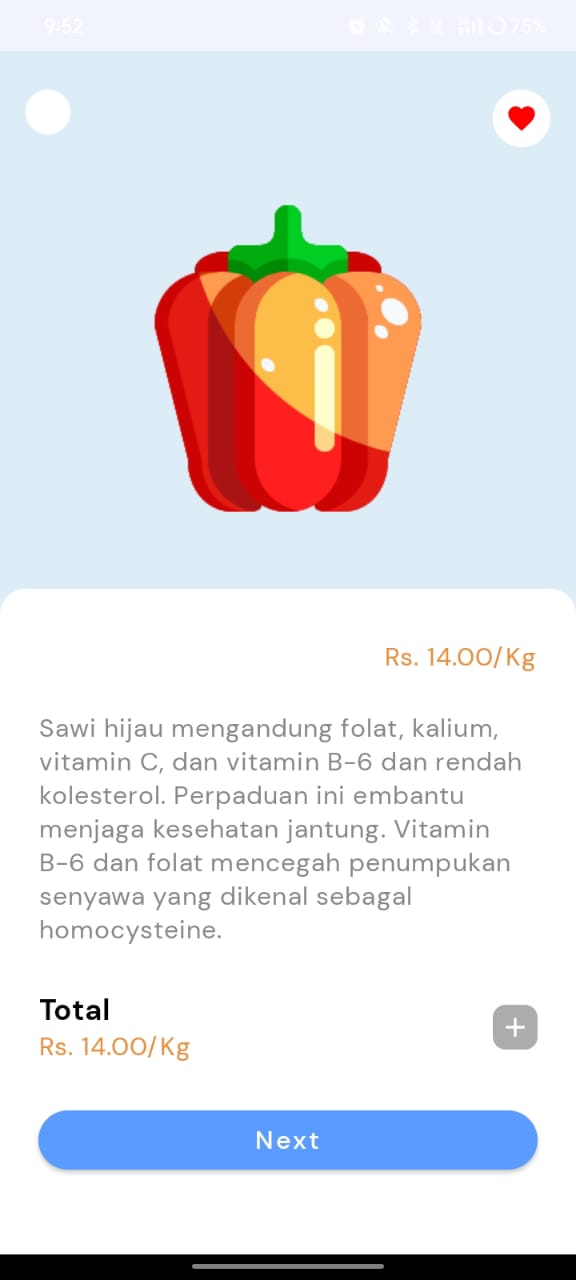 9:52
75%
Rs. 14.00/Kg
Sawi hijau mengandung folat, kalium,
vitamin C, dan vitamin B-6 dan rendah
kolesterol. Perpaduan ini embantu
menjaga kesehatan jantung. Vitamin
B-6 dan folat mencegah penumpukan
senyawa yang dikenal sebagal
homocysteine.
Total
Rs. 14.00/Kg
Next